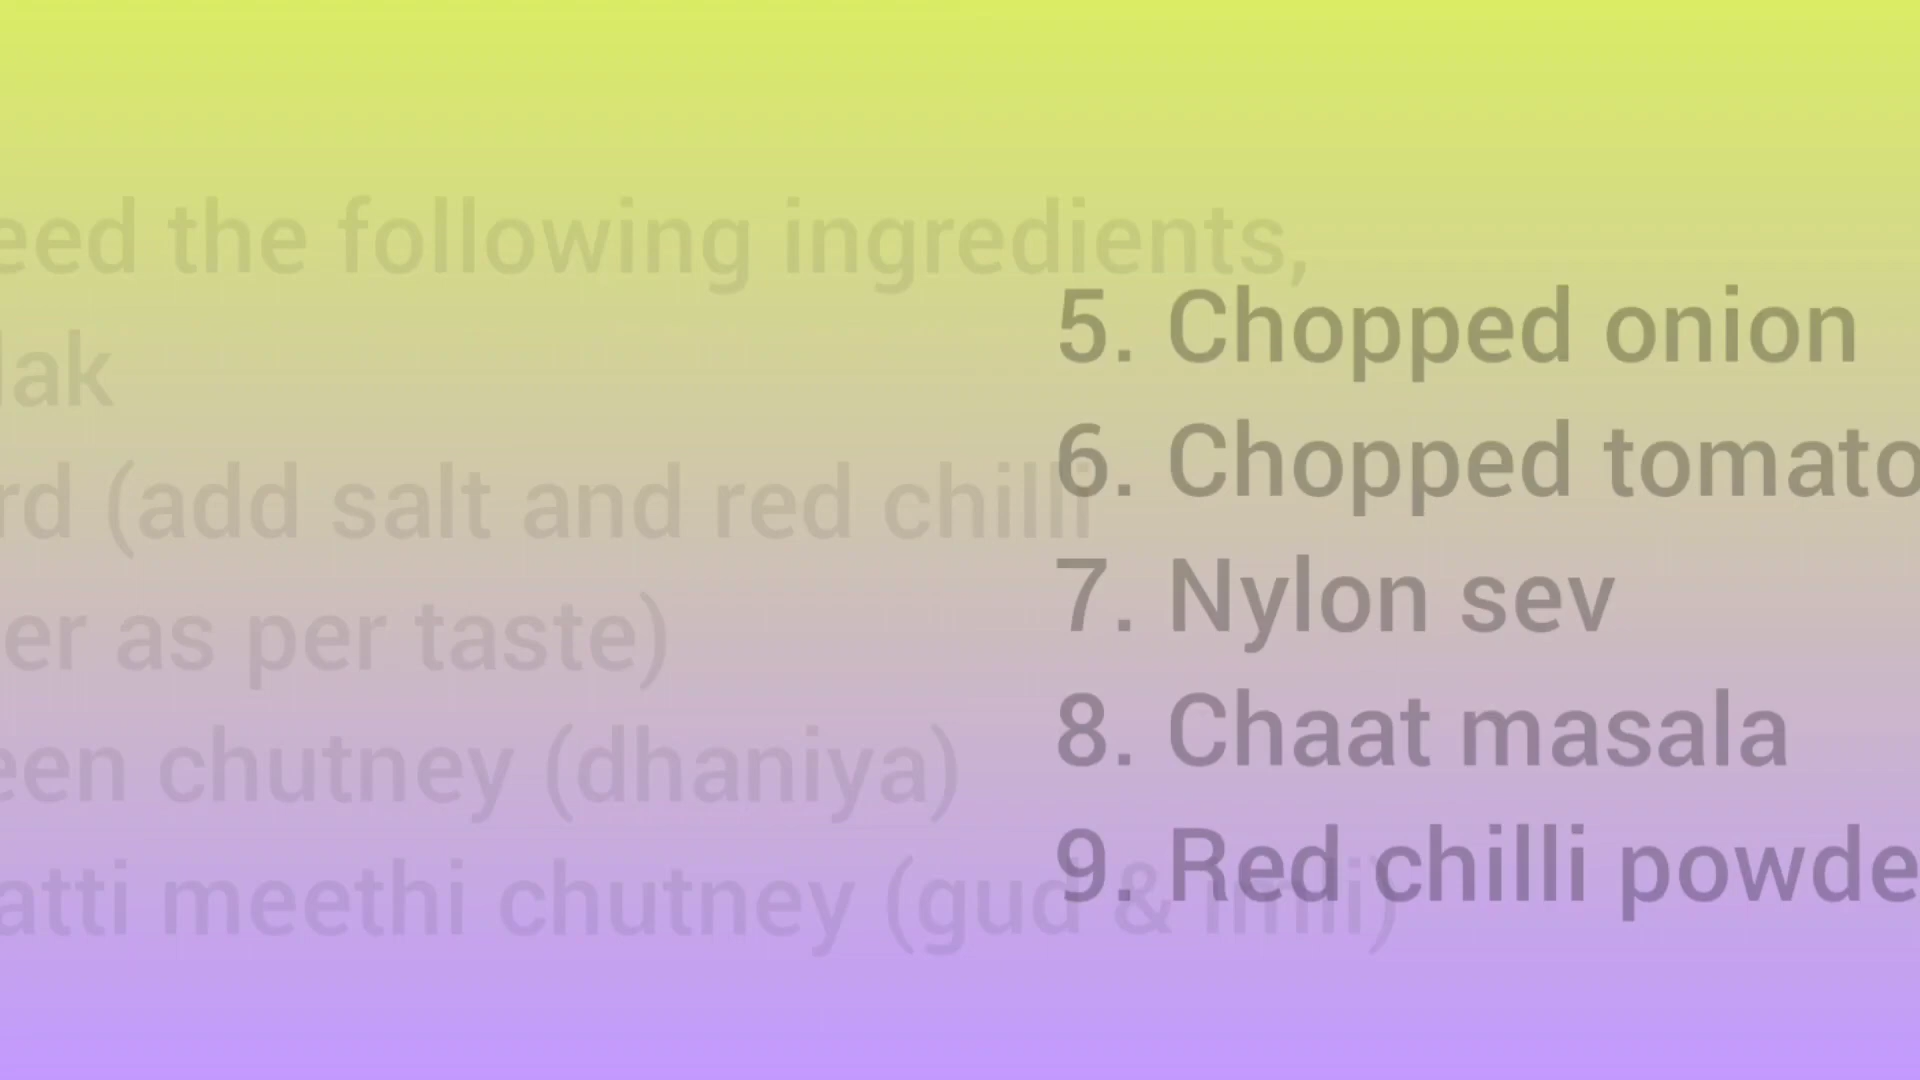 eed the following ingredients,
lak
rd (add salt and red chilli
er as per taste)
een chutney (dhaniya)
atti meethi chutney (gud & imli)
5. Chopped onion
6. Chopped tomato
7. Nylon sev
8. Chaat masala
9. Red chilli powde